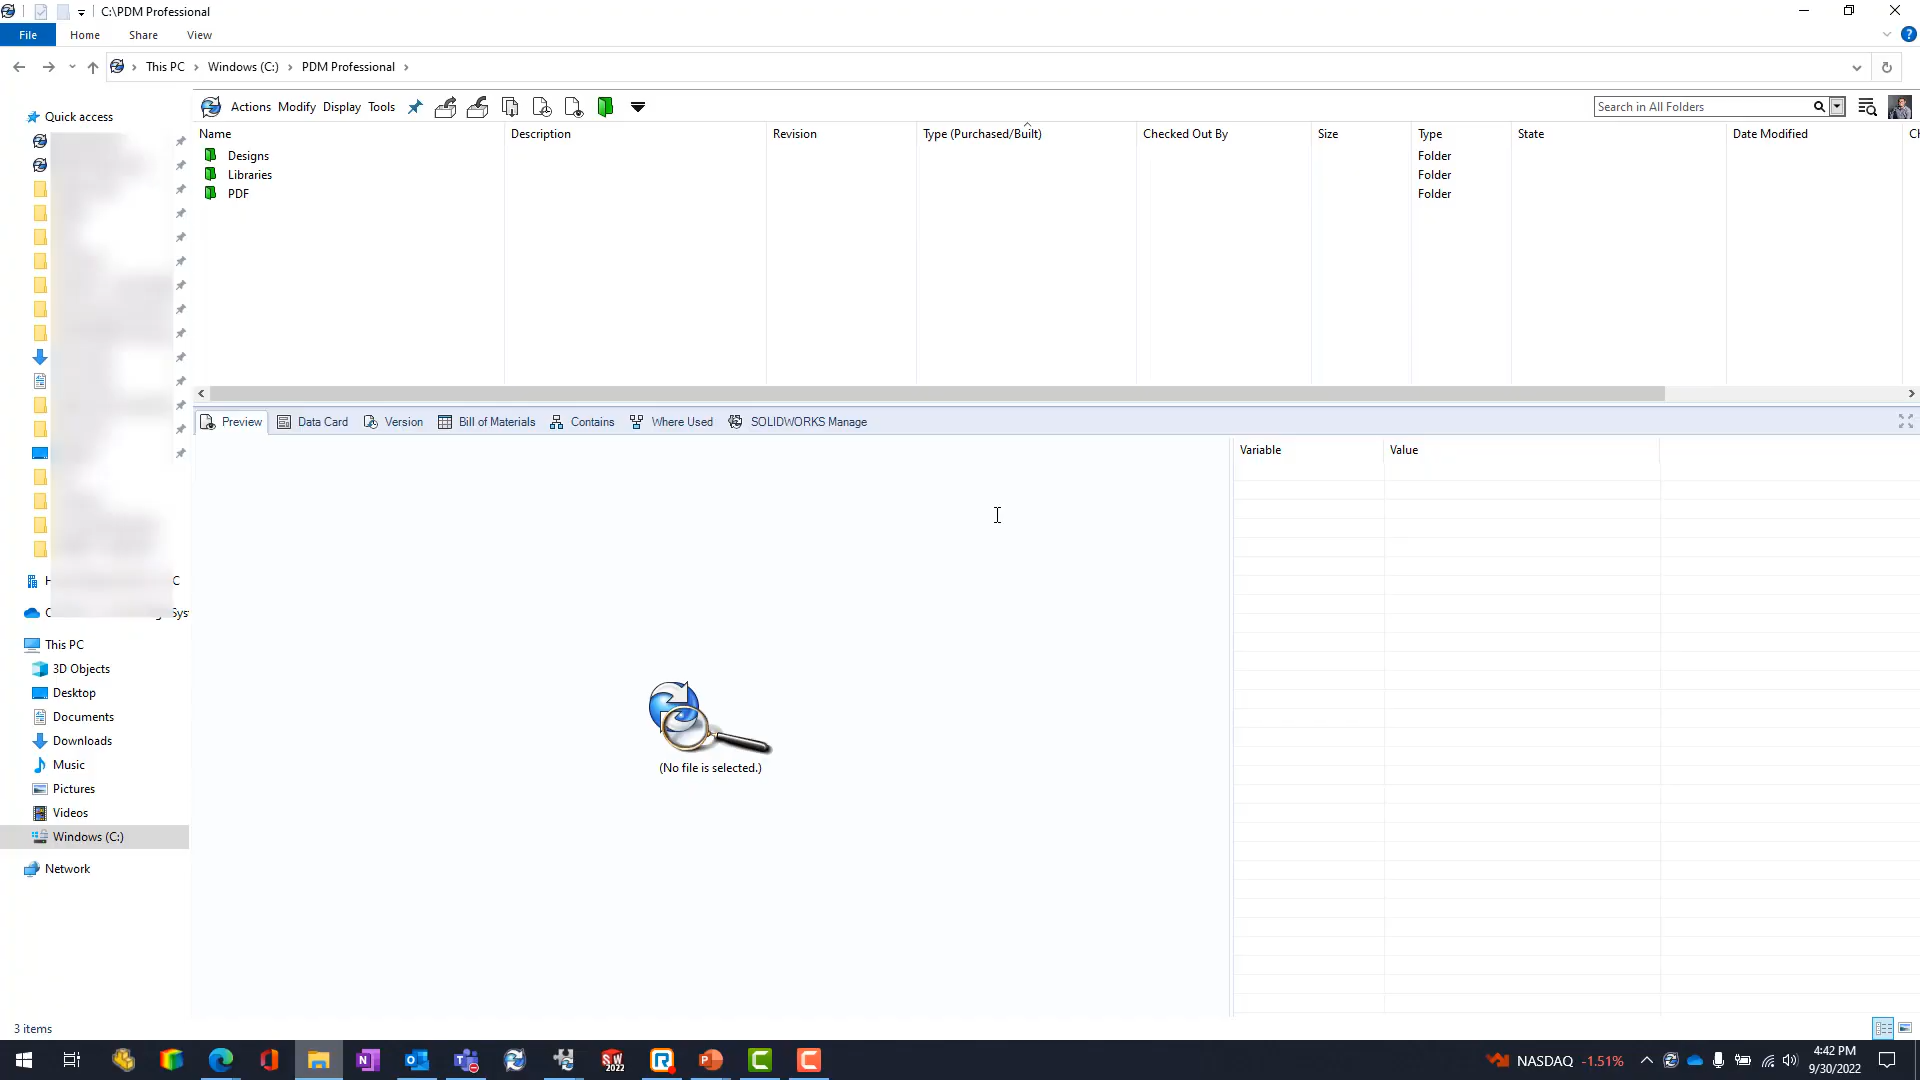 C:\PDM Professional
File Home Share View
This PC Windows (C:) PDM Professional
Quick access
Actions Modify Display Tools
Search in All Folders
Name Description Revision Type (Purchased/Built) Checked Out By Size Type State Date Modified
Designs Folder
Libraries Folder
PDF Folder
Preview Data Card Version Bill of Materials Contains Where Used SOLIDWORKS Manage
Variable Value
(No file is selected.)
This PC
3D Objects
Desktop
Documents
Downloads
Music
Pictures
Videos
Windows (C:)
Network
3 items
SW
2022
NASDAQ -1.51%
4:42 PM
9/30/2022